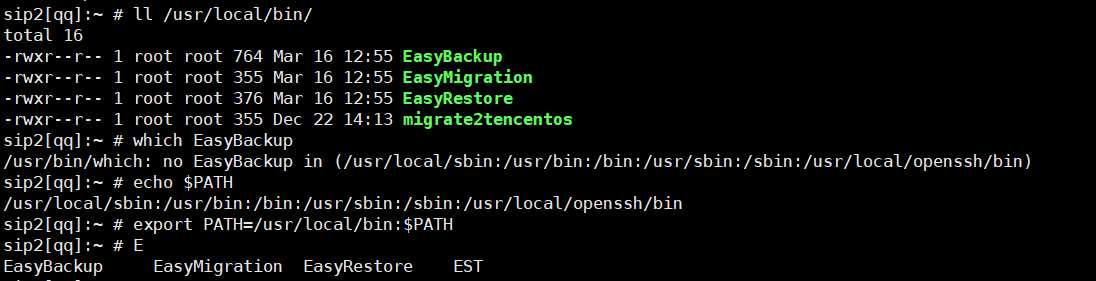 sip2[qq]:~ # ll /usr/local/bin/
total 16
-rwxr--r-- 1 root root 764 Mar 16 12:55 EasyBackup
-rwxr--r-- 1 root root 355 Mar 16 12:55 EasyMigration
-rwxr--r-- 1 root root 376 Mar 16 12:55 EasyRestore
-rwxr--r-- 1 root root 355 Dec 22 14:13 migrate2tencentos
sip2[qq]:~ # which EasyBackup
/usr/bin/which: no EasyBackup in (/usr/local/sbin:/usr/bin:/bin:/usr/sbin:/sbin:/usr/local/openssh/bin)
sip2[qq]:~ # echo $PATH
/usr/local/sbin:/usr/bin:/bin:/usr/sbin:/sbin:/usr/local/openssh/bin
sip2[qq]:~ # export PATH=/usr/local/bin:$PATH
sip2[qq]:~ # E
EasyBackup     EasyMigration  EasyRestore    EST